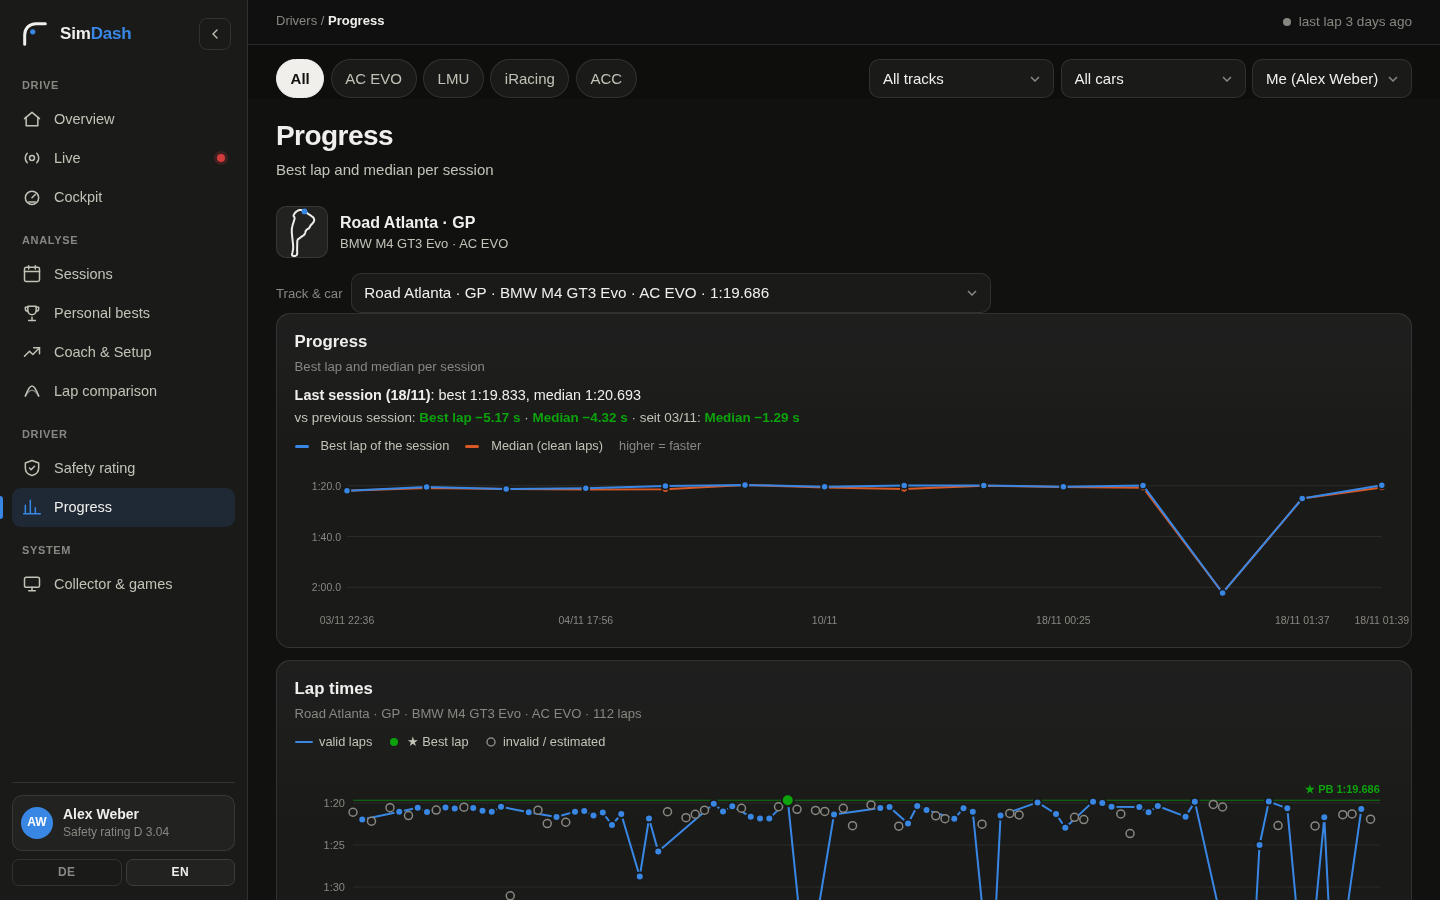 SimDash
DRIVE
Overview
Live
Cockpit
ANALYSE
Sessions
Personal bests
Coach & Setup
Lap comparison
DRIVER
Safety rating
Progress
SYSTEM
Collector & games
AW
Alex Weber
Safety rating D 3.04
DE EN
Drivers / Progress
last lap 3 days ago
All AC EVO LMU iRacing ACC
All tracks All cars Me (Alex Weber)
Progress
Best lap and median per session
Road Atlanta · GP
BMW M4 GT3 Evo · AC EVO
Track & car Road Atlanta · GP · BMW M4 GT3 Evo · AC EVO · 1:19.686
Progress
Best lap and median per session
Last session (18/11): best 1:19.833, median 1:20.693
vs previous session: Best lap −5.17 s · Median −4.32 s · seit 03/11: Median −1.29 s
Best lap of the session Median (clean laps) higher = faster
1:20.0
1:40.0
2:00.0
03/11 22:36 04/11 17:56 10/11 18/11 00:25 18/11 01:37 18/11 01:39
Lap times
Road Atlanta · GP · BMW M4 GT3 Evo · AC EVO · 112 laps
valid laps ★ Best lap invalid / estimated
★ PB 1:19.686
1:20
1:25
1:30